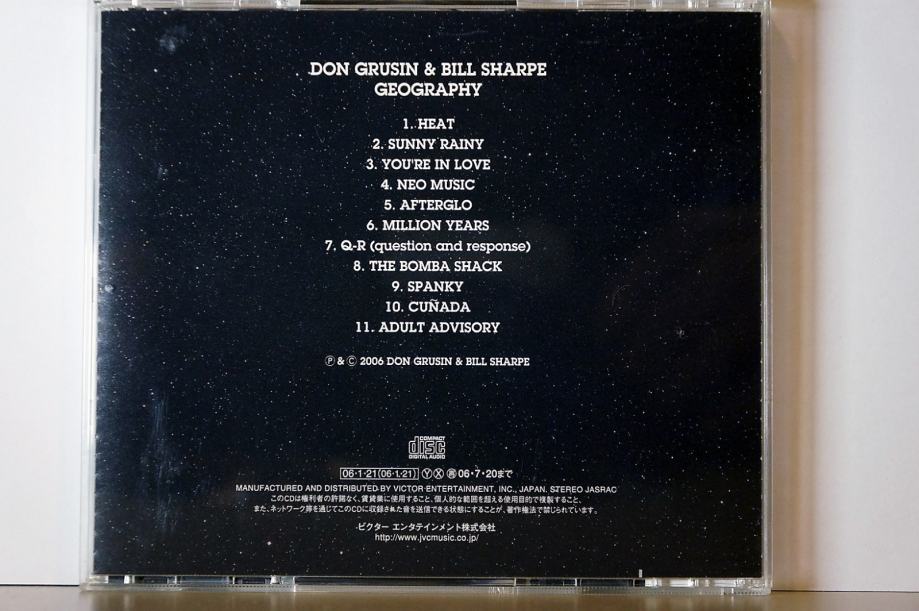 DON GRUSIN & BILL SHARPE
GEOGRAPHY
1. HEAT
2. SUNNY RAINY
3. YOU'RE IN LOVE
4. NEO MUSIC
5. AFTERGLO
6. MILLION YEARS
7. Q-R (question and response)
8. THE BOMBA SHACK
9. SPANKY
10. CUÑADA
11. ADULT ADVISORY
Ⓟ & Ⓒ 2006 DON GRUSIN & BILL SHARPE
COMPACT
disc
DIGITAL AUDIO
06·1·21(06·1·21) Ⓨ Ⓧ ㊢ 06·7·20まで
MANUFACTURED AND DISTRIBUTED BY VICTOR ENTERTAINMENT, INC., JAPAN. STEREO JASRAC
このCDは権利者の許諾なく、賃貸業に使用すること、個人的な範囲を超える使用目的で複製すること、
また、ネットワーク等を通じてこのCDに収録された音を送信できる状態にすることが、著作権法で禁じられています。
ビクター エンタテインメント株式会社
http://www.jvcmusic.co.jp/